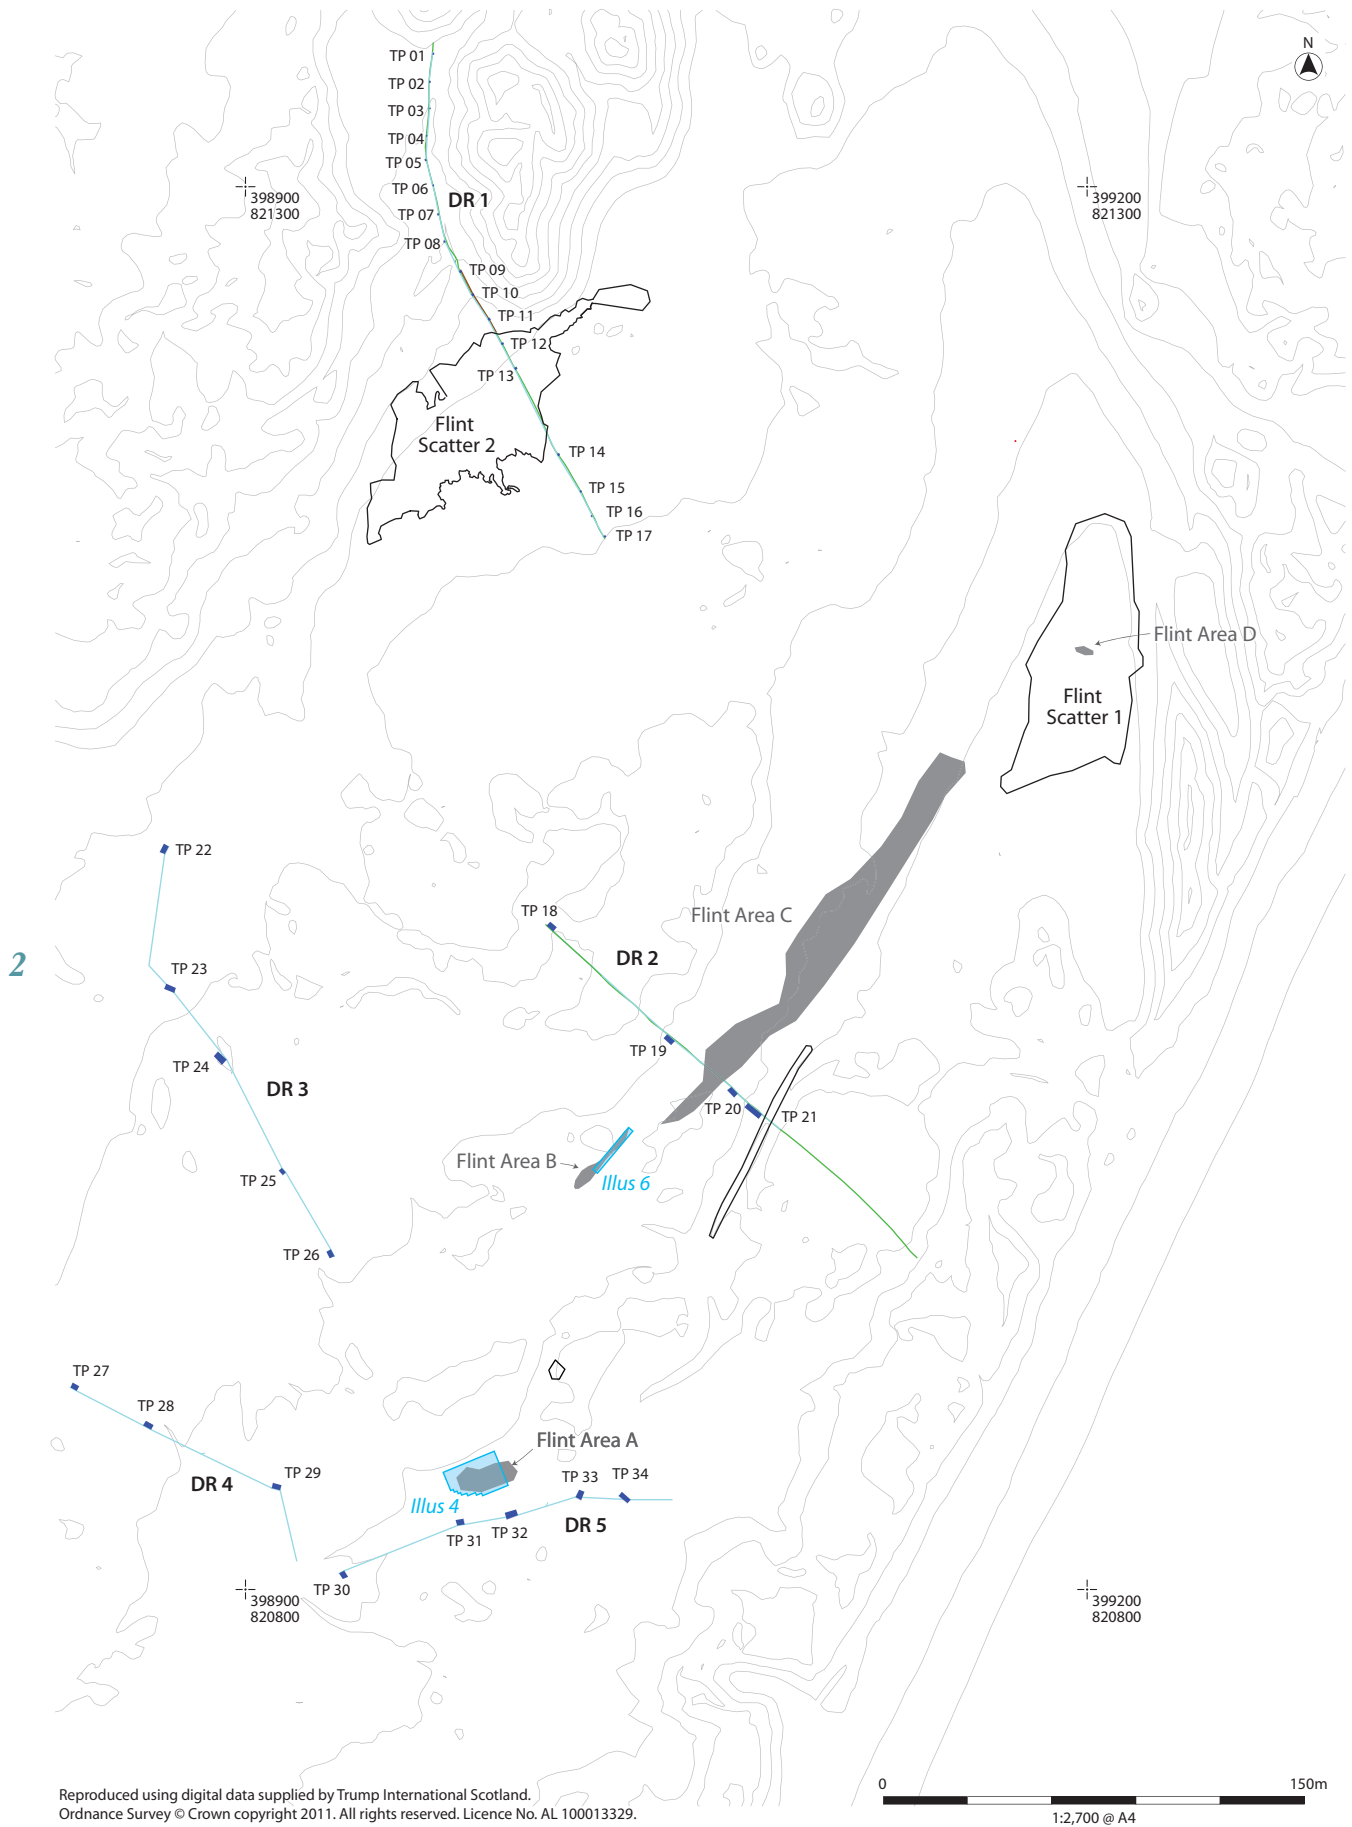 N
TP 01
TP 02
TP 03
TP 04
TP 05
TP 06
DR 1
TP 07
TP 08
TP 09
TP 10
TP 11
TP 12
TP 13
398900
821300
399200
821300
Flint
Scatter 2
TP 14
TP 15
TP 16
TP 17
Flint Area D
Flint
Scatter 1
TP 22
TP 18
Flint Area C
DR 2
2
TP 23
TP 19
TP 24
DR 3
TP 20
TP 21
Flint Area B
TP 25
Illus 6
TP 26
TP 27
TP 28
Flint Area A
TP 29
DR 4
TP 33
TP 34
Illus 4
DR 5
TP 31
TP 32
TP 30
398900
820800
399200
820800
0
150m
1:2,700 @ A4
Reproduced using digital data supplied by Trump International Scotland.
Ordnance Survey © Crown copyright 2011. All rights reserved. Licence No. AL 100013329.